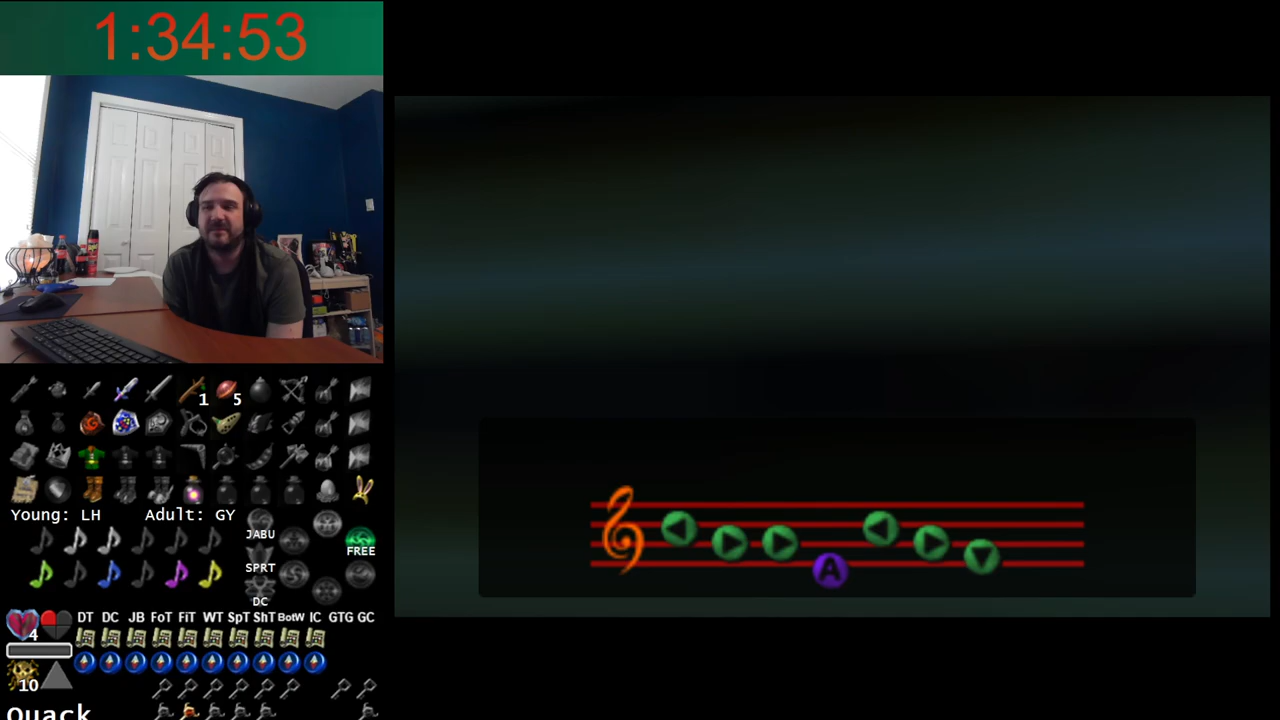 1:34:53
1 5
Young: LH Adult: GY
JABU
FREE
SPRT
DC
4
DT DC JB FoT FiT WT SpT ShT BotW IC GTG GC
10
Quack
A